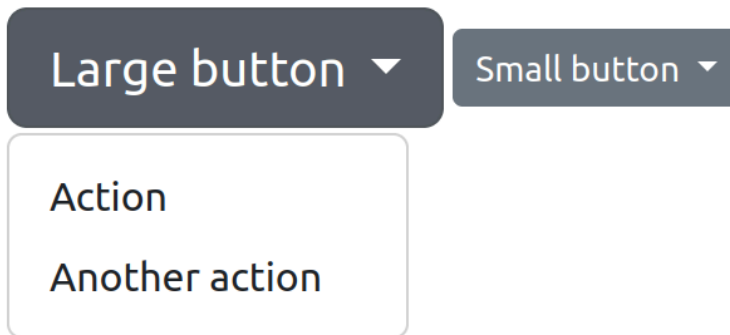 Large button
Small button
Action
Another action